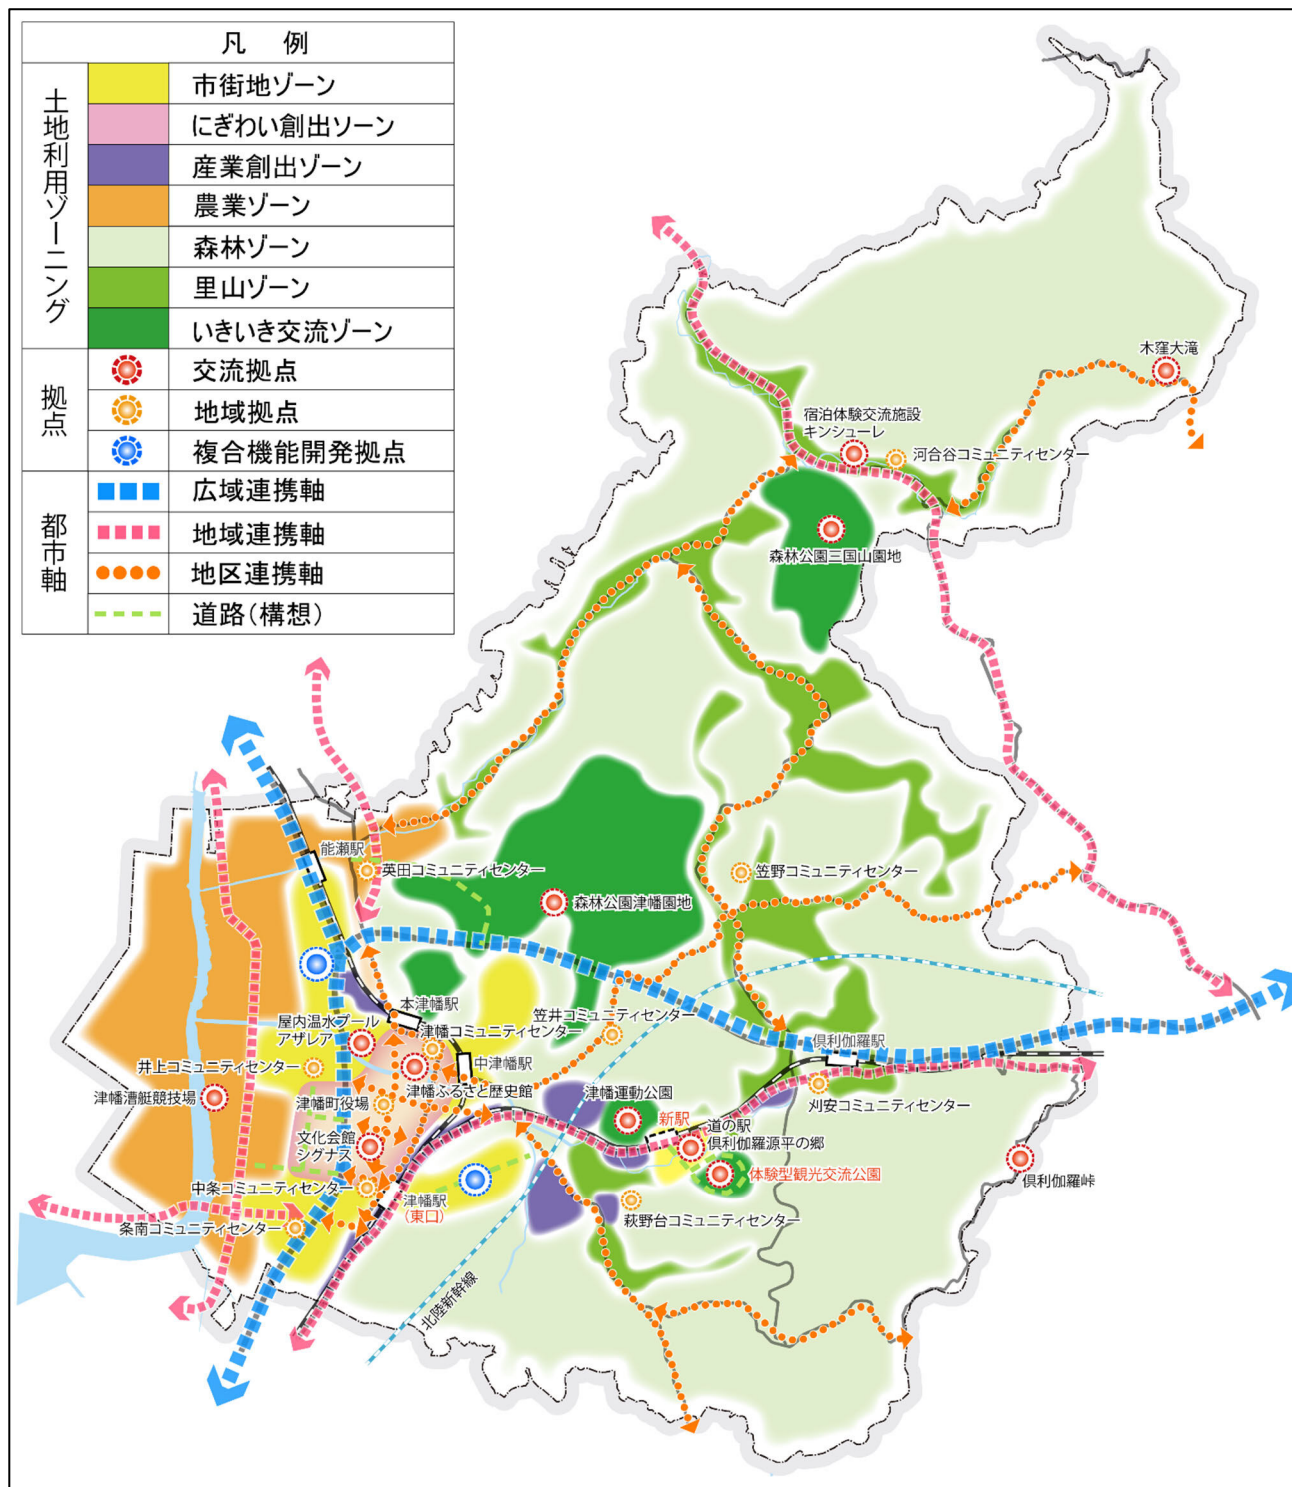 凡 例
土地利用ゾーニング
市街地ゾーン
にぎわい創出ソーン
産業創出ゾーン
農業ゾーン
森林ゾーン
里山ゾーン
いきいき交流ゾーン
拠点
交流拠点
地域拠点
複合機能開発拠点
都市軸
広域連携軸
地域連携軸
地区連携軸
道路(構想)
木窪大滝
宿泊体験交流施設
キンシューレ
河合谷コミュニティセンター
森林公園三国山園地
能瀬駅
英田コミュニティセンター
笠野コミュニティセンター
森林公園津幡園地
本津幡駅
笠井コミュニティセンター
屋内温水プール
アザレア
津幡コミュニティセンター
倶利伽羅駅
中津幡駅
井上コミュニティセンター
津幡漕艇競技場
津幡町役場
津幡ふるさと歴史館
津幡運動公園
刈安コミュニティセンター
新駅
道の駅
倶利伽羅源平の郷
文化会館
シグナス
体験型観光交流公園
倶利伽羅峠
中条コミュニティセンター
津幡駅
(東口)
条南コミュニティセンター
萩野台コミュニティセンター
北陸新幹線